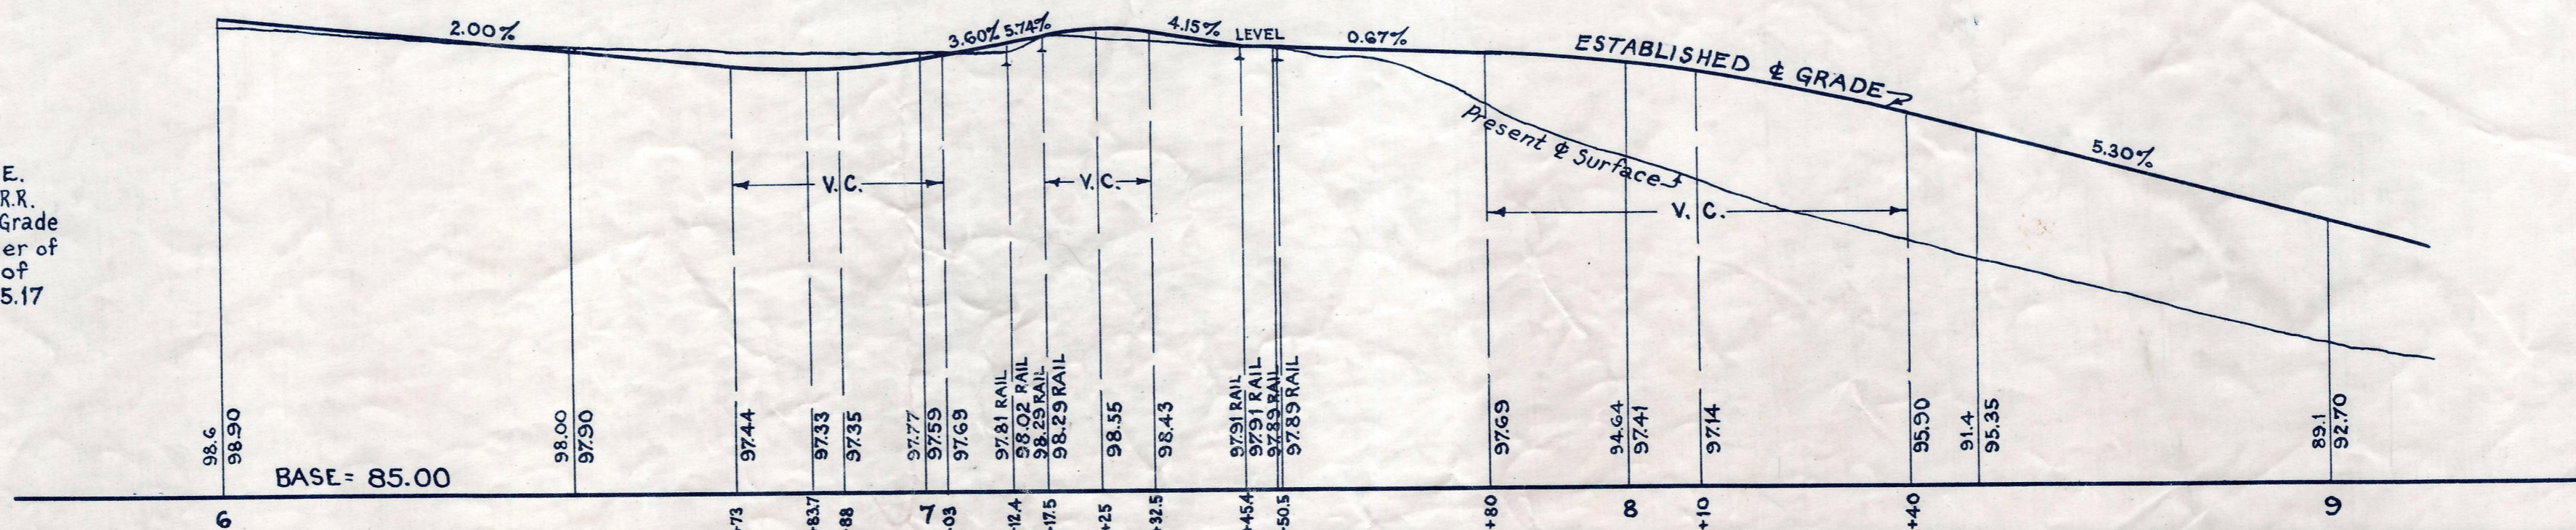 2.00%
3.60% 5.74%
4.15%
LEVEL
0.67%
ESTABLISHED ℄ GRADE
Present ℄ Surface
5.30%
E.
R.R.
Grade
er of
of
5.17
V.C.
V.C.
V.C.
98.6
98.90
98.00
97.90
97.44
97.33
97.35
97.77
97.59
97.69
97.81 RAIL
98.02 RAIL
98.29 RAIL
98.29 RAIL
98.55
98.43
97.91 RAIL
97.91 RAIL
97.89 RAIL
97.89 RAIL
97.69
94.64
97.41
97.14
95.90
91.4
95.35
89.1
92.70
BASE = 85.00
6
+73
+83.7
+88
7
+03
+12.4
+17.5
+25
+32.5
+45.4
+50.5
+80
8
+10
+40
9